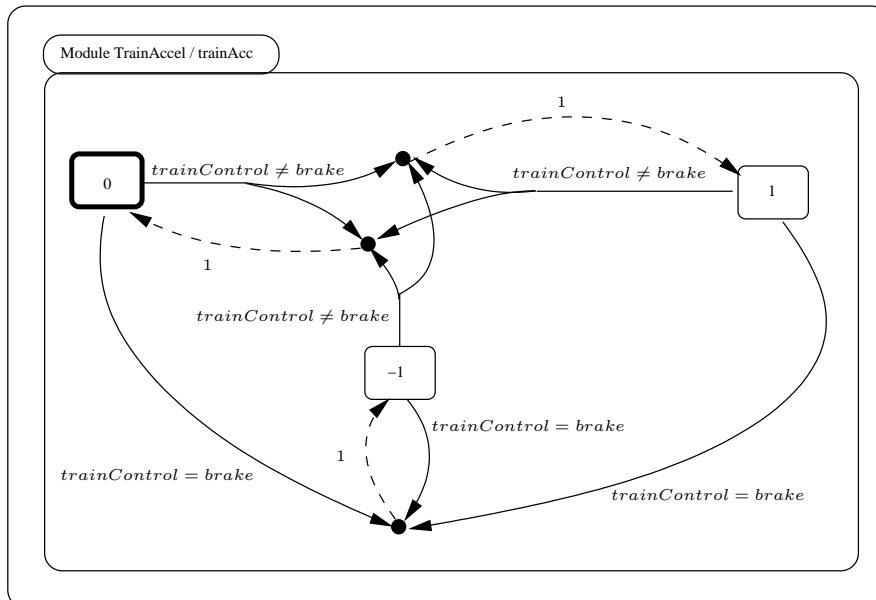 Module TrainAccel / trainAcc
1
trainControl ≠ brake
trainControl ≠ brake
0
1
1
trainControl ≠ brake
–1
trainControl = brake
1
trainControl = brake
trainControl = brake